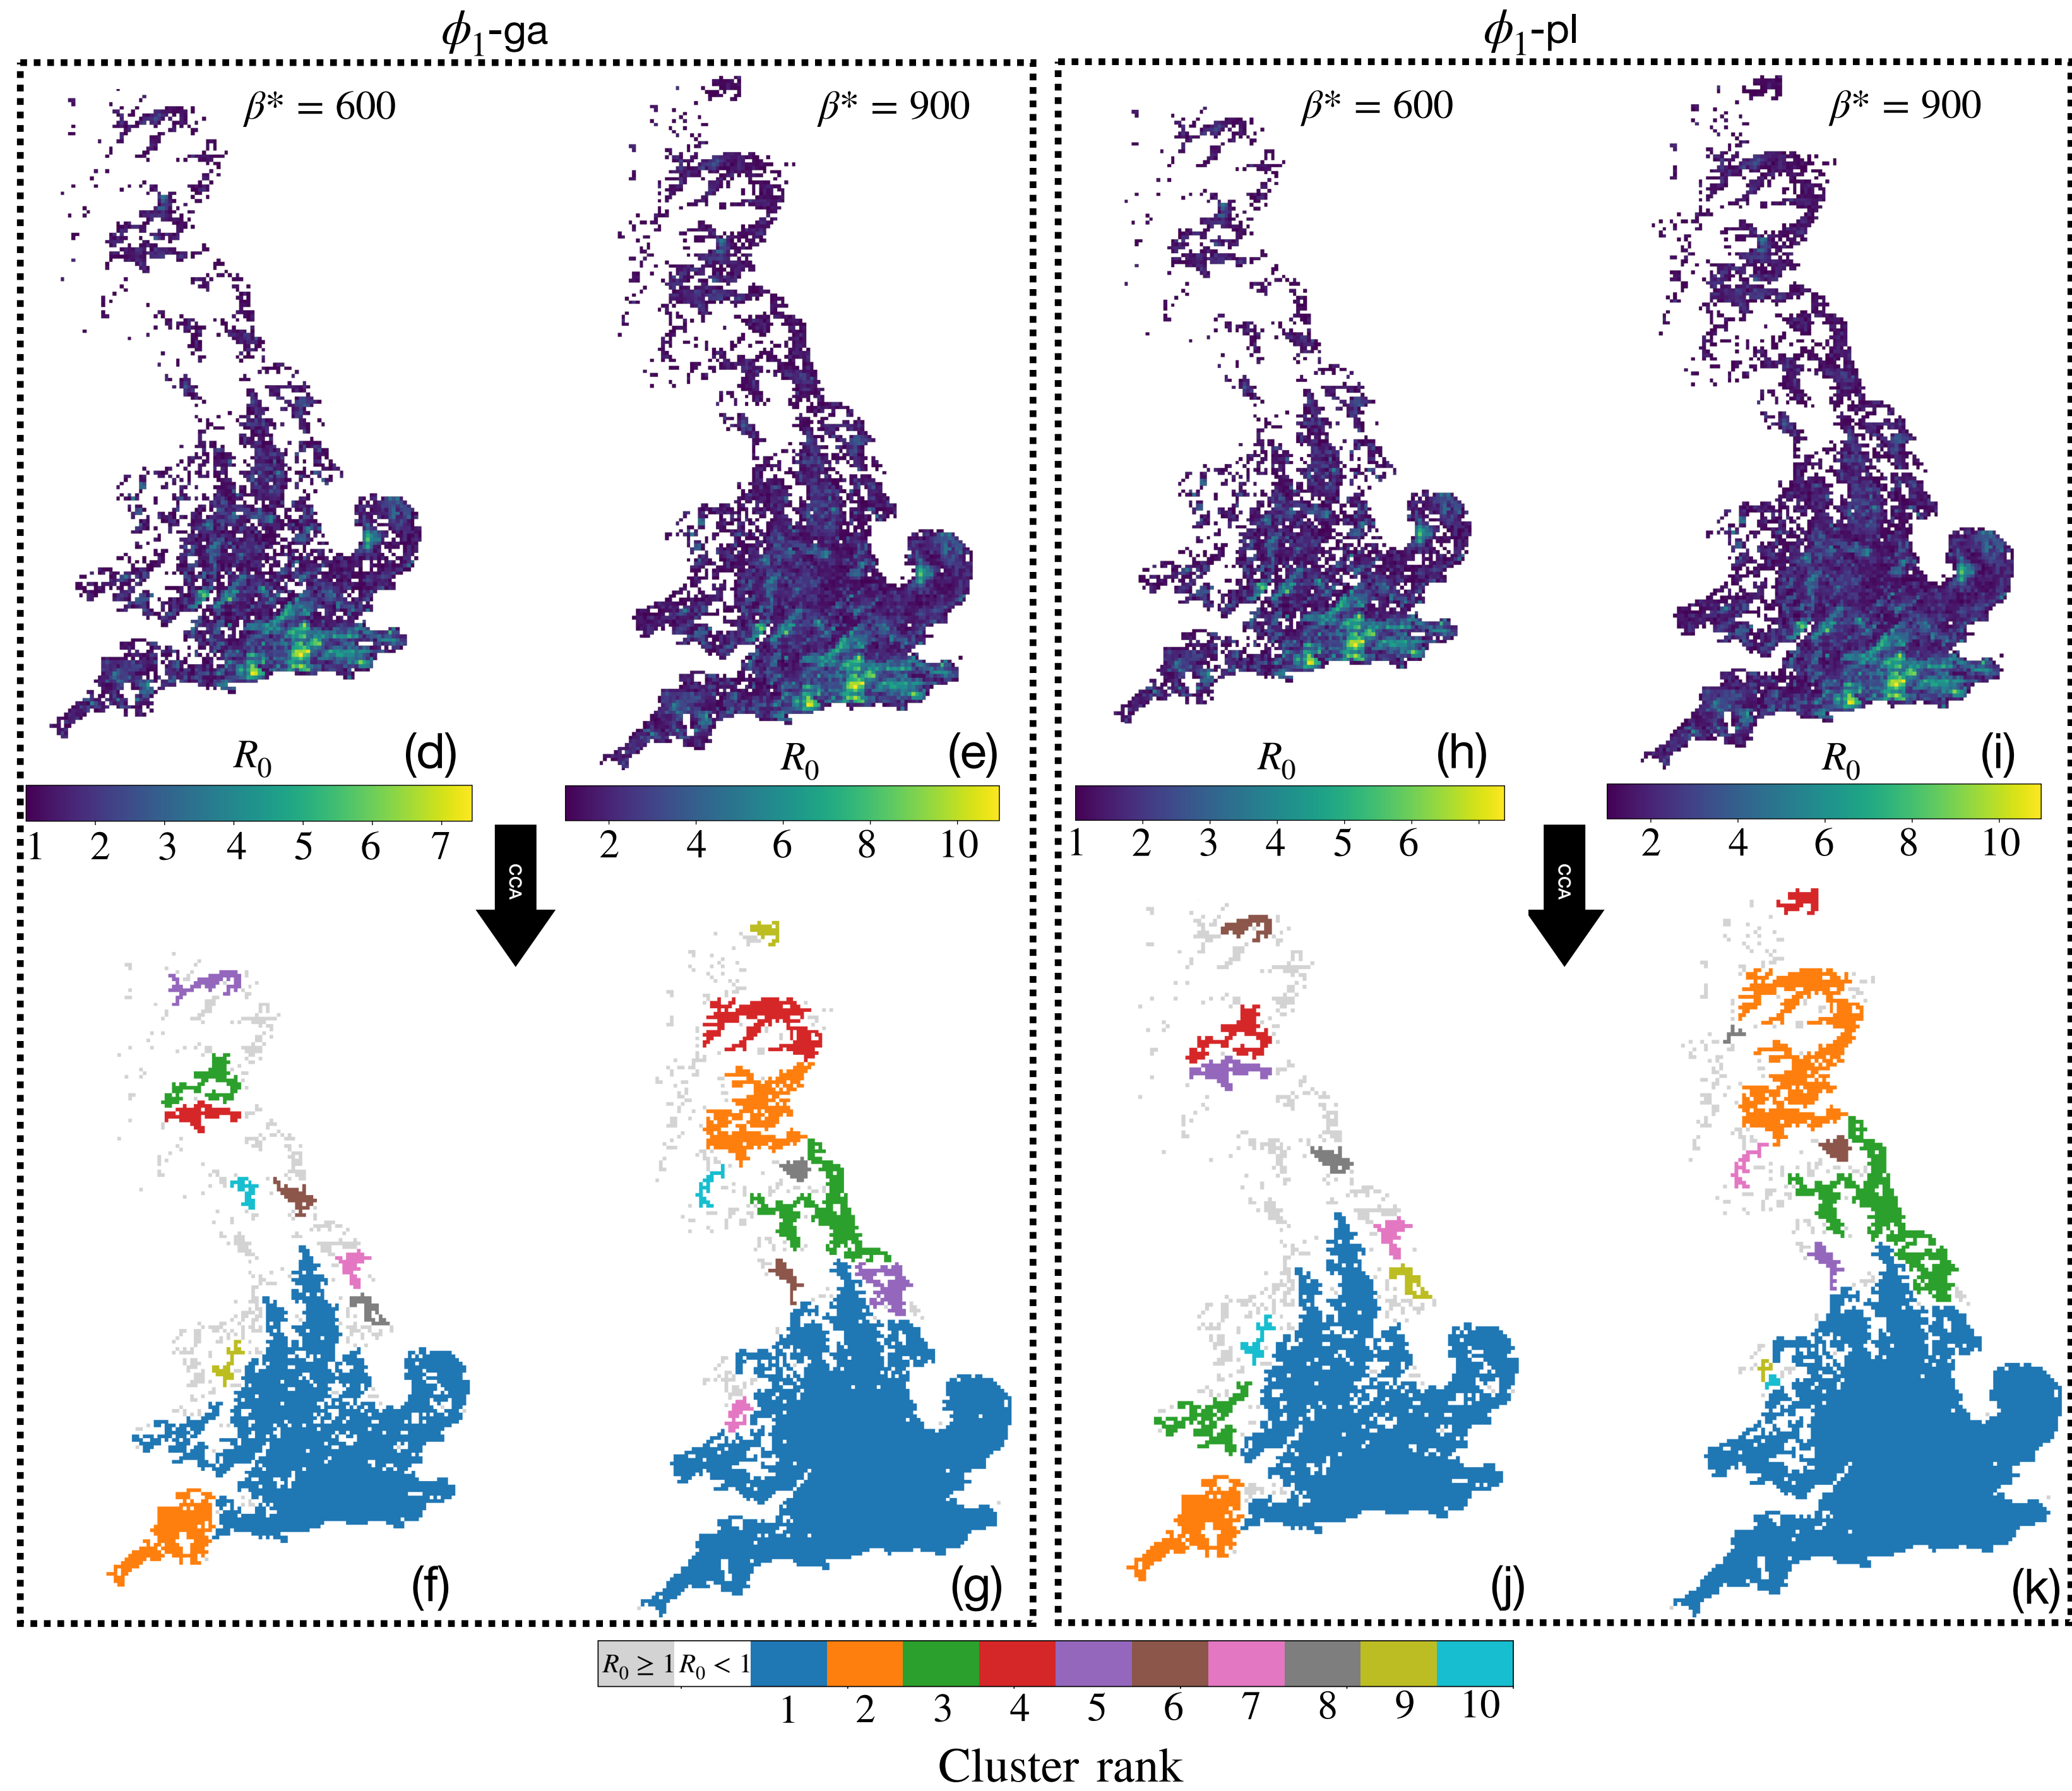 ϕ₁-ga
ϕ₁-pl
β* = 600
β* = 900
β* = 600
β* = 900
R₀ (d)
R₀ (e)
R₀ (h)
R₀ (i)
1 2 3 4 5 6 7
2 4 6 8 10
1 2 3 4 5 6
2 4 6 8 10
CCA
CCA
(f)
(g)
(j)
(k)
R₀ ≥ 1 R₀ < 1
1 2 3 4 5 6 7 8 9 10
Cluster rank